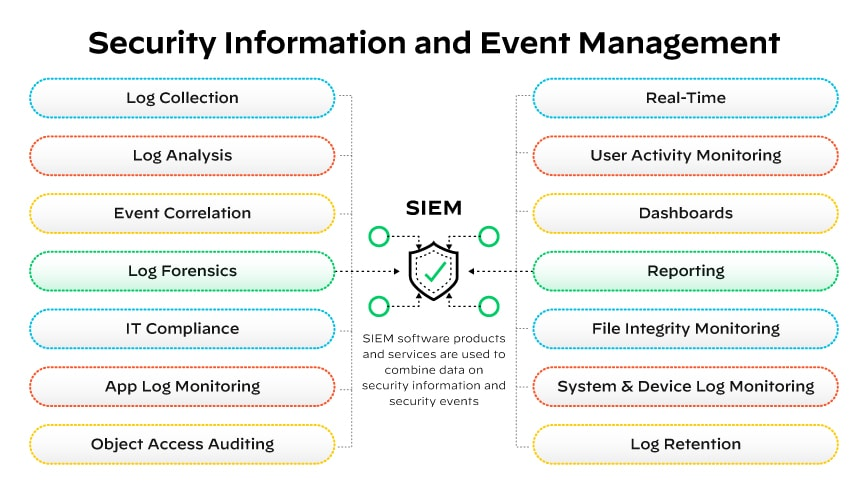 Security Information and Event Management
Log Collection
Log Analysis
Event Correlation
Log Forensics
IT Compliance
App Log Monitoring
Object Access Auditing
SIEM
SIEM software products
and services are used to
combine data on
security information and
security events
Real-Time
User Activity Monitoring
Dashboards
Reporting
File Integrity Monitoring
System & Device Log Monitoring
Log Retention